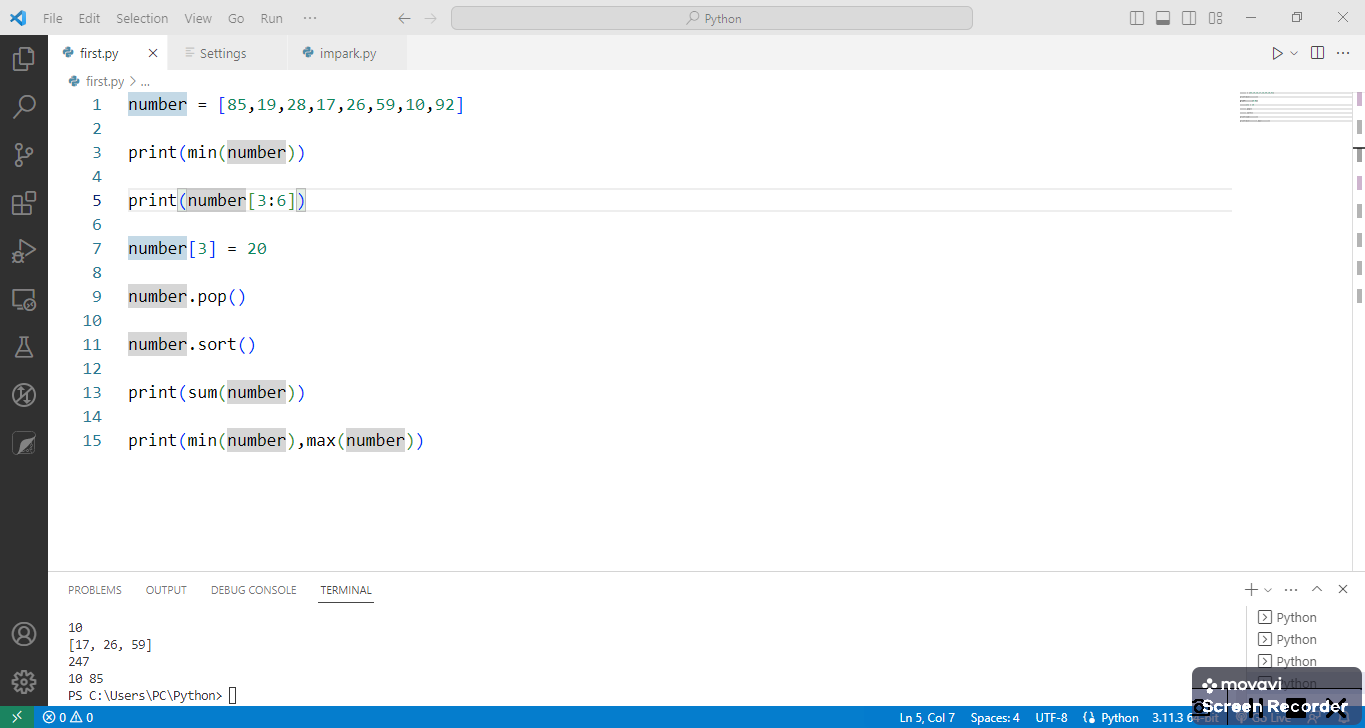 File Edit Selection View Go Run ··· Python
first.py Settings impark.py
first.py > ...
1 number = [85,19,28,17,26,59,10,92]
2
3 print(min(number))
4
5 print(number[3:6])
6
7 number[3] = 20
8
9 number.pop()
10
11 number.sort()
12
13 print(sum(number))
14
15 print(min(number),max(number))
PROBLEMS OUTPUT DEBUG CONSOLE TERMINAL
10
[17, 26, 59]
247
10 85
PS C:\Users\PC\Python>
Python
Python
Python
Python
movavi
Screen Recorder
0 0 Ln 5, Col 7 Spaces: 4 UTF-8 Python 3.11.3 64-bit Go Live